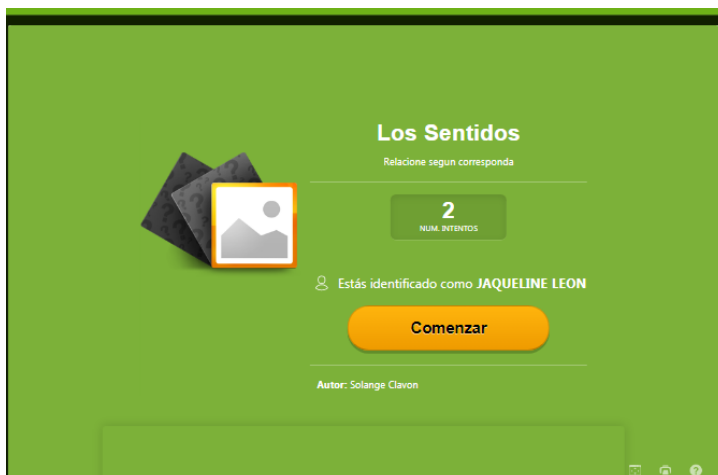 Los Sentidos
Relacione segun corresponda
2
NUM. INTENTOS
Estás identificado como JAQUELINE LEON
Comenzar
Autor: Solange Clavon
?